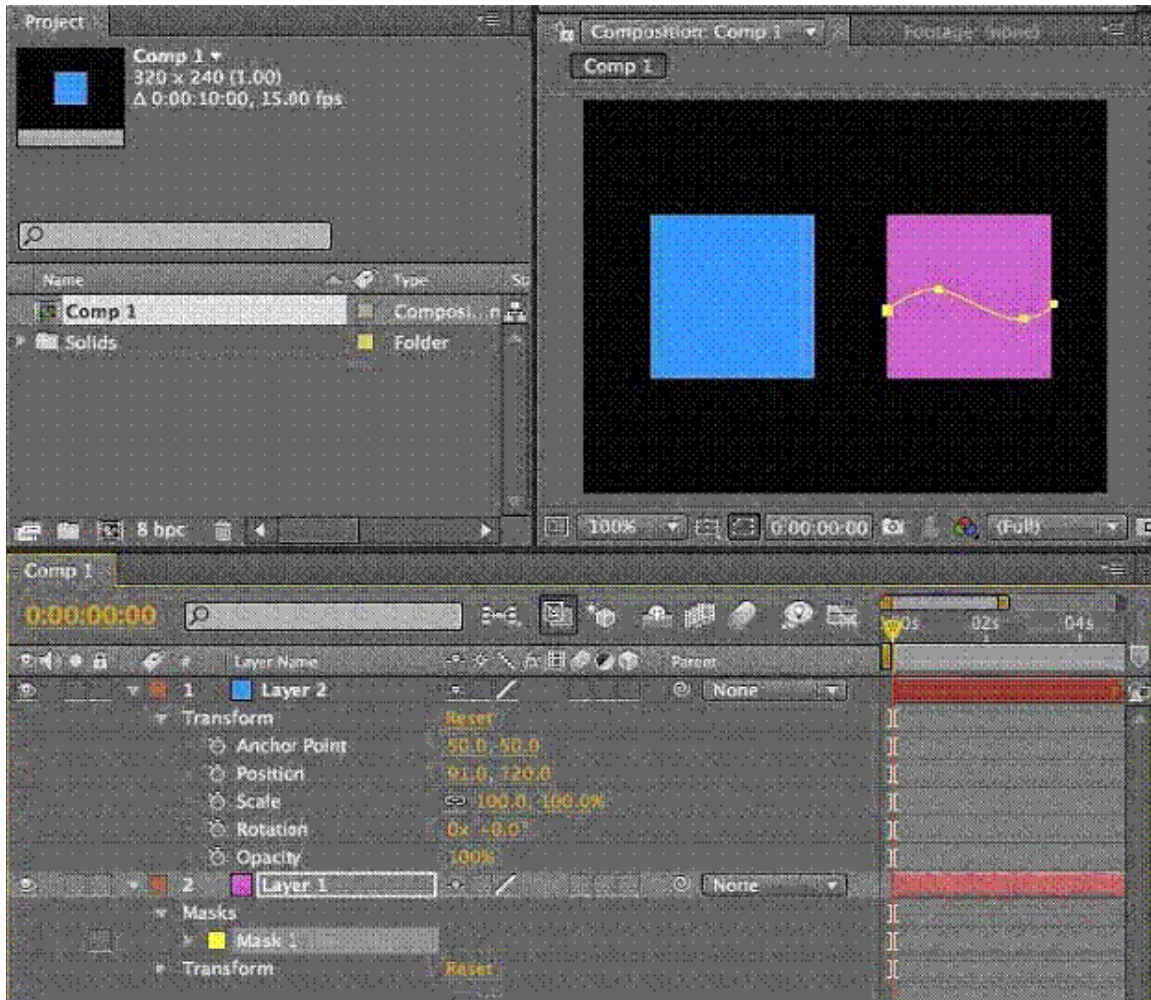 Project
Comp 1
320 x 240 (1.00)
Δ 0:00:10:00, 15.00 fps
Name
Type
Comp 1
Composi...n
Solids
Folder
8 bpc
Composition: Comp 1
Footage: (none)
Comp 1
100%
0:00:00:00
(Full)
Comp 1
0:00:00:00
00s
02s
04s
#
Layer Name
Parent
1
Layer 2
None
Transform
Reset
Anchor Point
50.0, 50.0
Position
91.0, 120.0
Scale
100.0, 100.0%
Rotation
0x +0.0°
Opacity
100%
2
Layer 1
None
Masks
Mask 1
Transform
Reset